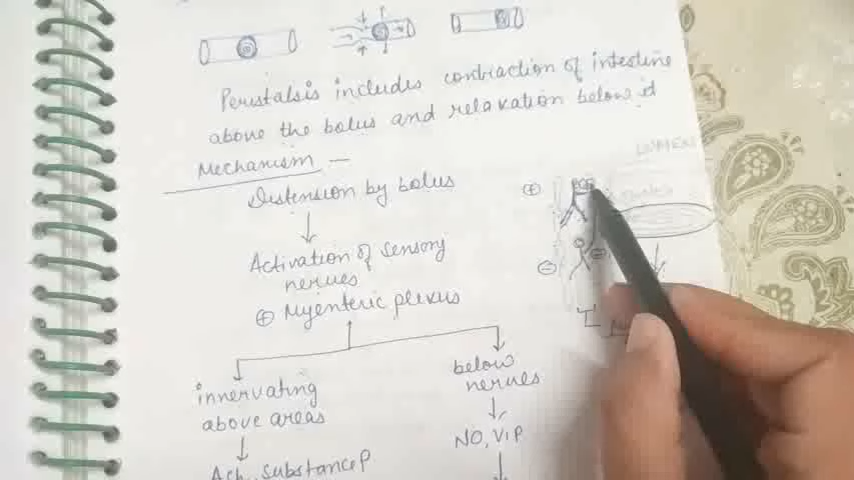 Peristalsis includes contraction of intestine
above the bolus and relaxation below it
Mechanism —
Distension by bolus
Activation of sensory
nerves
⊕ Myenteric plexus
innervating
above areas
Ach, Substance P
below
nerves
NO, VIP
LUMEN
⊕
⊖
⊖